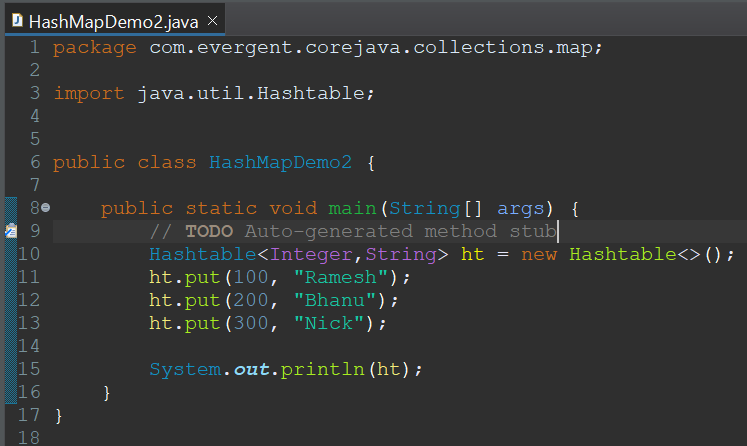 HashMapDemo2.java
1 package com.evergent.corejava.collections.map;
2
3 import java.util.Hashtable;
4
5
6 public class HashMapDemo2 {
7
8     public static void main(String[] args) {
9         // TODO Auto-generated method stub
10         Hashtable<Integer,String> ht = new Hashtable<>();
11         ht.put(100, "Ramesh");
12         ht.put(200, "Bhanu");
13         ht.put(300, "Nick");
14
15         System.out.println(ht);
16     }
17 }
18